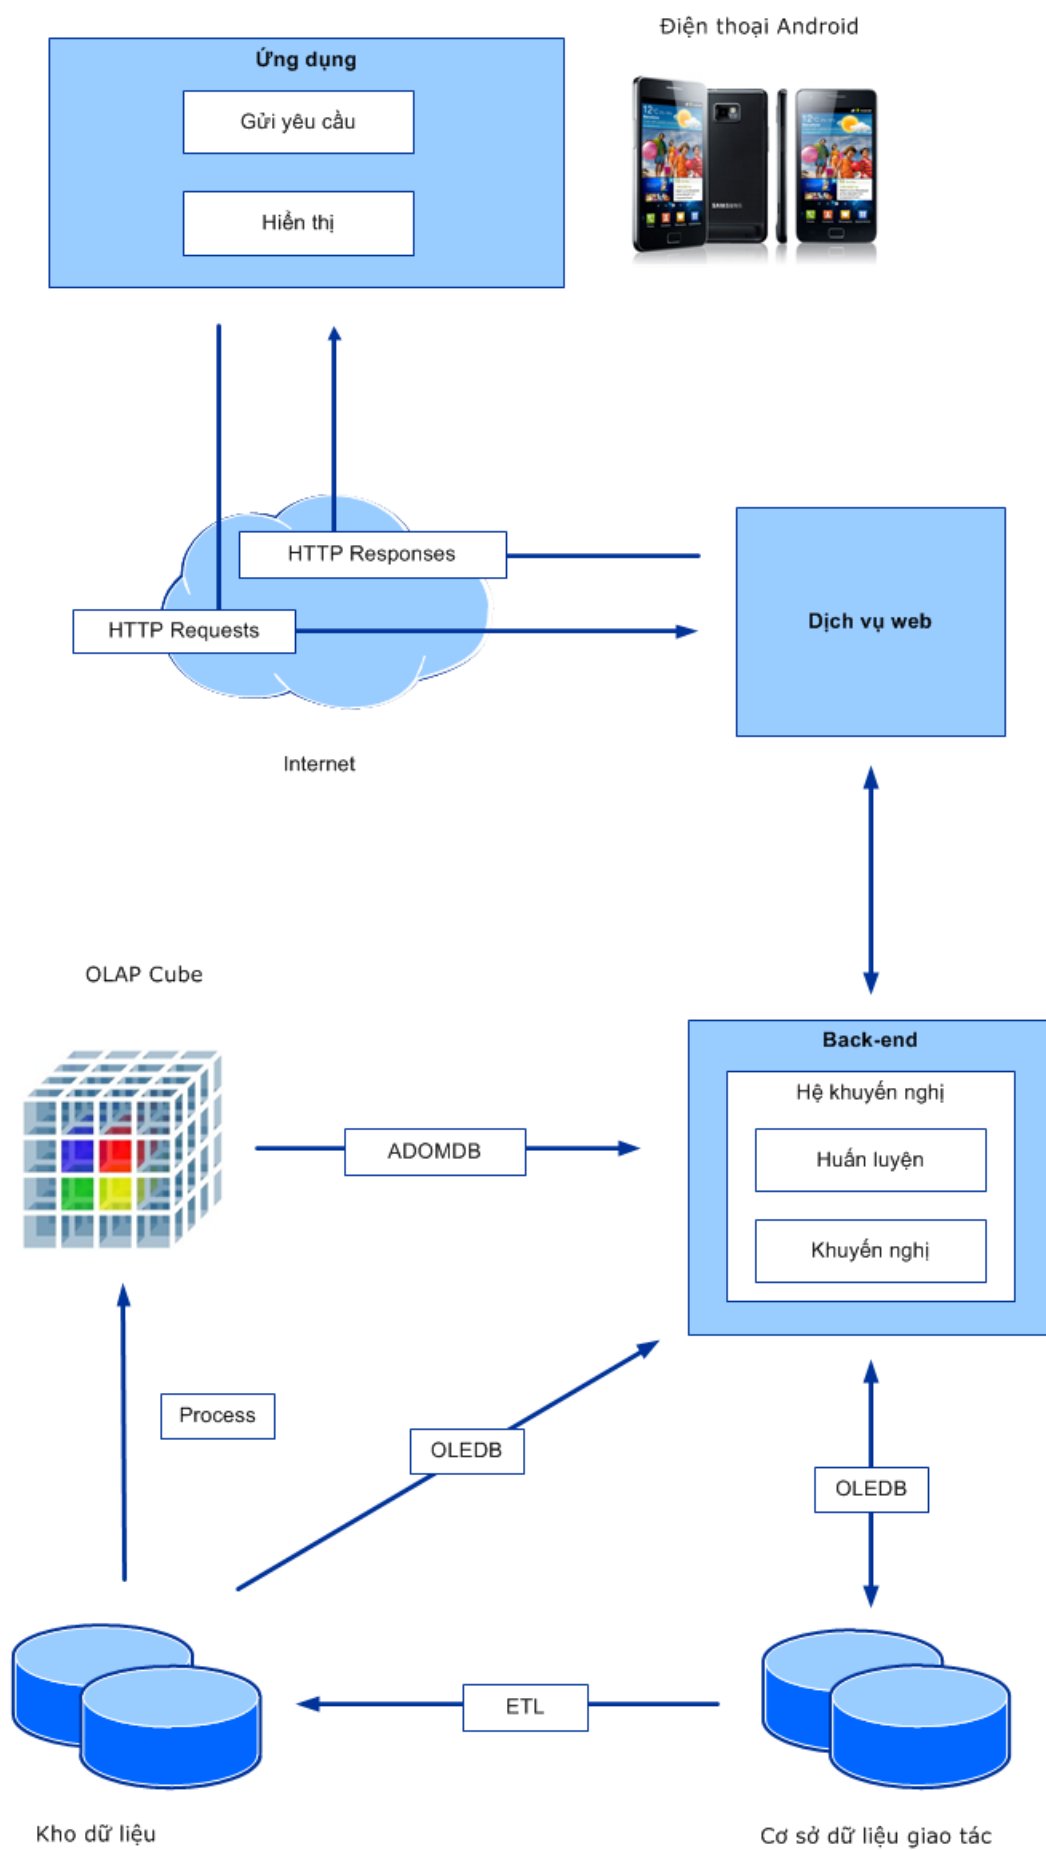 Điện thoại Android
Ứng dụng
Gửi yêu cầu
Hiển thị
SAMSUNG
HTTP Responses
HTTP Requests
Dịch vụ web
Internet
OLAP Cube
Back-end
Hệ khuyến nghị
ADOMDB
Huấn luyện
Khuyến nghị
Process
OLEDB
OLEDB
ETL
Kho dữ liệu
Cơ sở dữ liệu giao tác